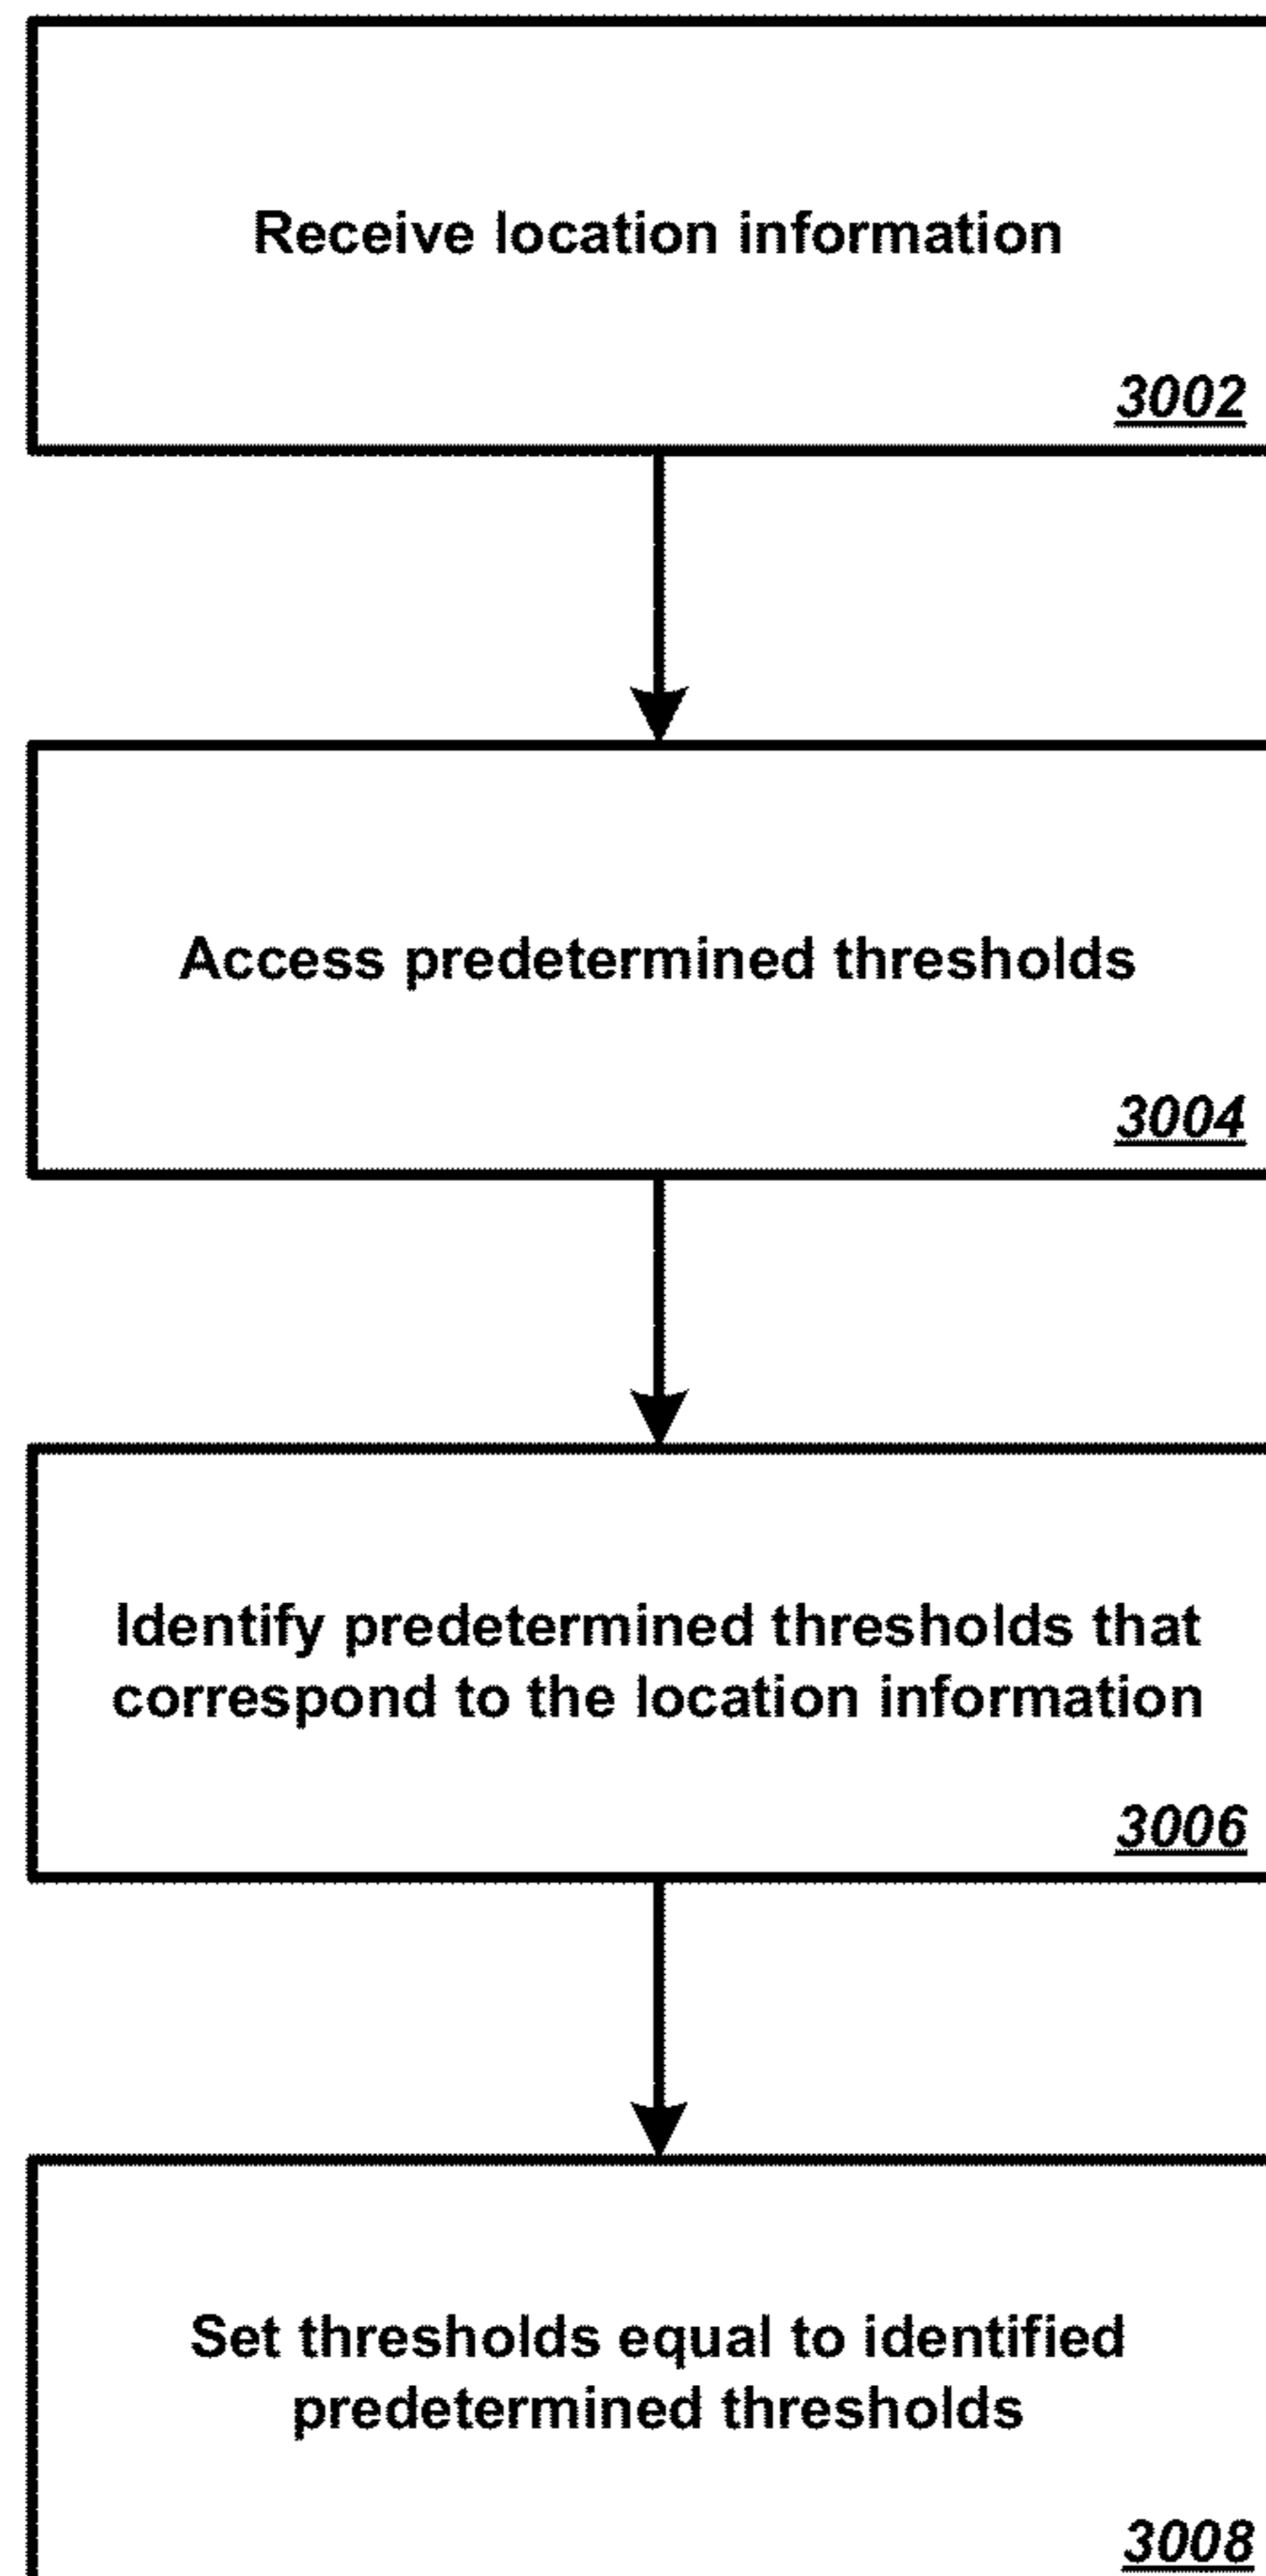 Receive location information
3002
Access predetermined thresholds
3004
Identify predetermined thresholds that
correspond to the location information
3006
Set thresholds equal to identified
predetermined thresholds
3008